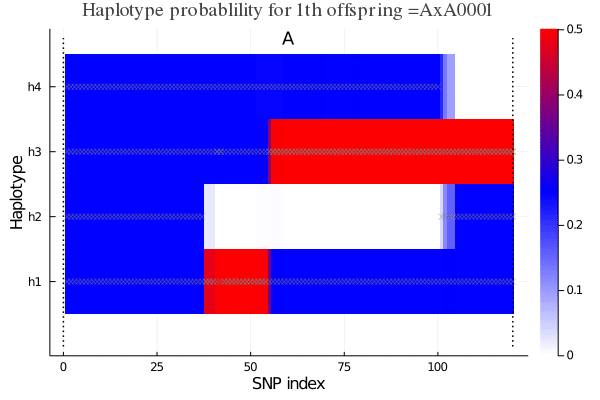 Haplotype probablility for 1th offspring =AxA0001
A
0.5
h4
0.4
h3
0.3
Haplotype
0.2
h2
0.1
h1
0
0 25 50 75 100
SNP index